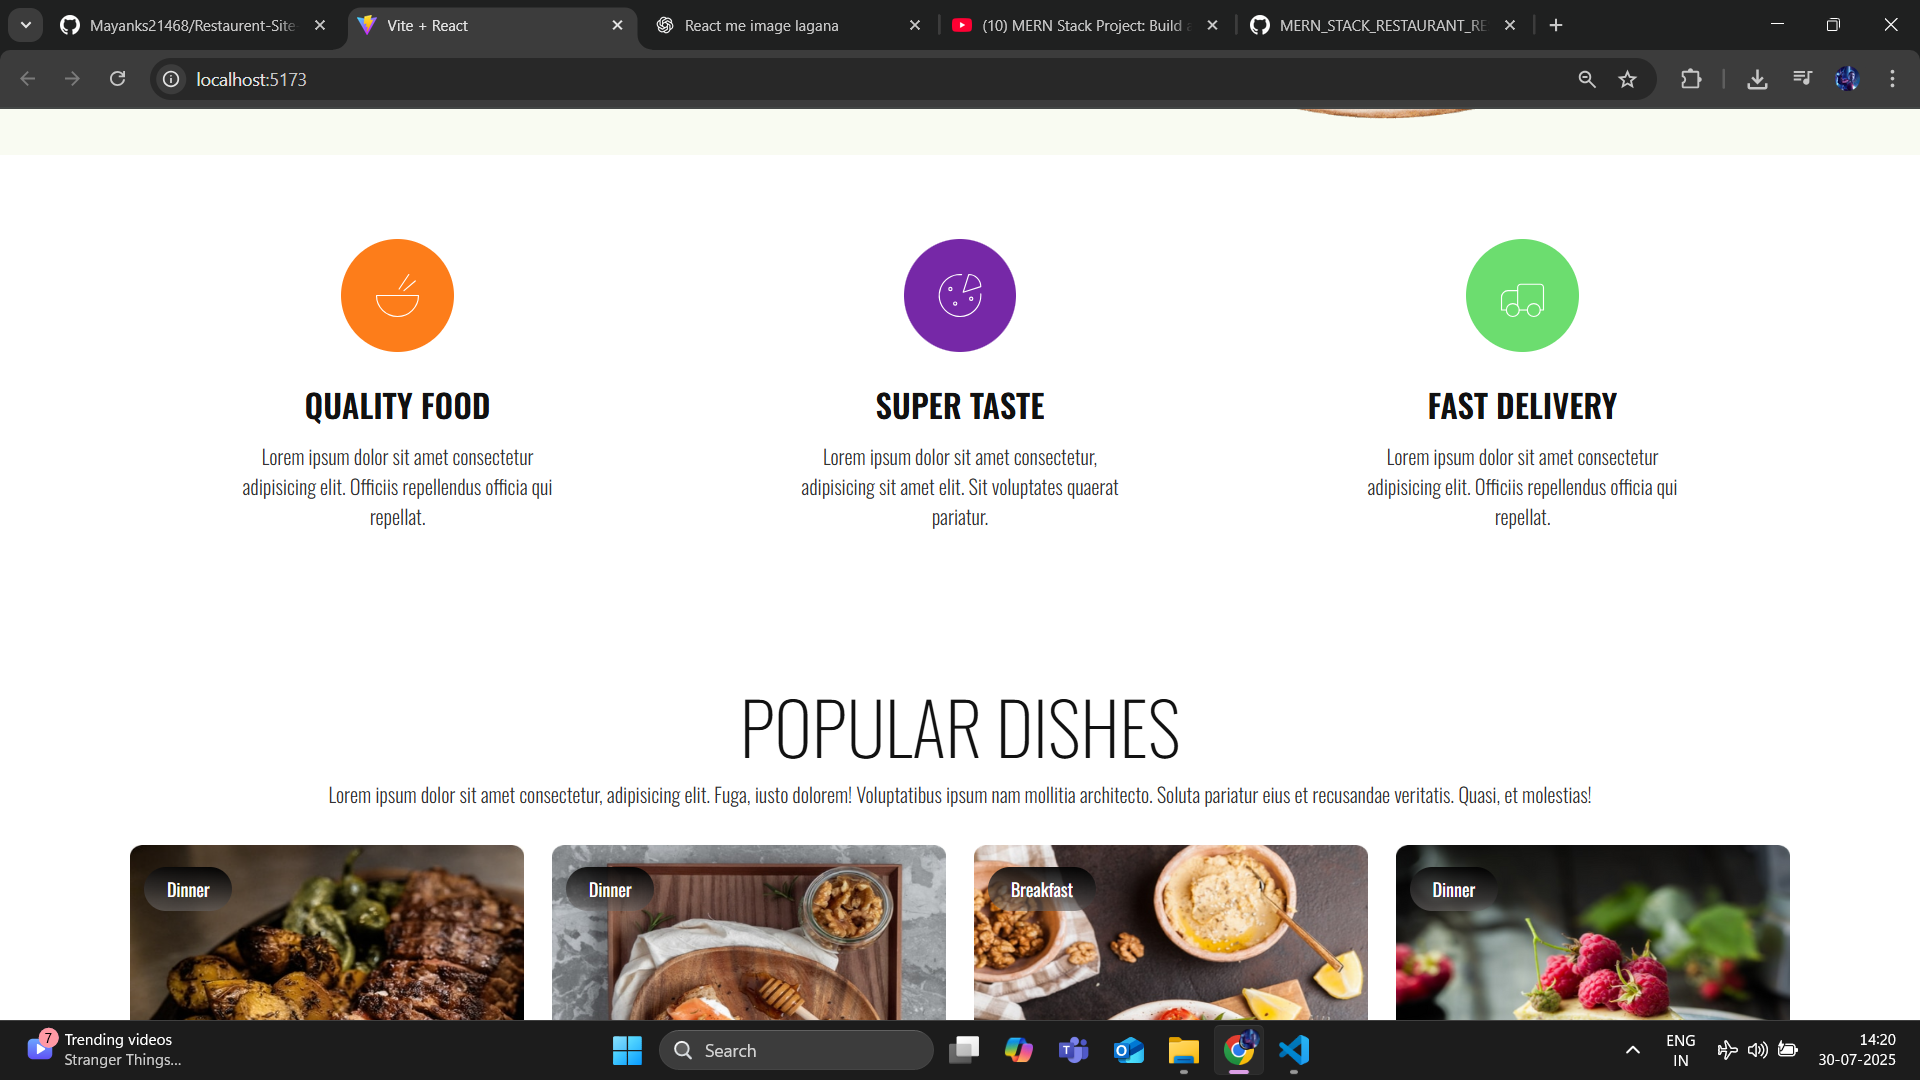 Mayanks21468/Restaurent-Site-
Vite + React
React me image lagana
(10) MERN Stack Project: Build a
MERN_STACK_RESTAURANT_RE
localhost:5173
QUALITY FOOD
Lorem ipsum dolor sit amet consectetur
adipisicing elit. Officiis repellendus officia qui
repellat.
SUPER TASTE
Lorem ipsum dolor sit amet consectetur,
adipisicing sit amet elit. Sit voluptates quaerat
pariatur.
FAST DELIVERY
Lorem ipsum dolor sit amet consectetur
adipisicing elit. Officiis repellendus officia qui
repellat.
POPULAR DISHES
Lorem ipsum dolor sit amet consectetur, adipisicing elit. Fuga, iusto dolorem! Voluptatibus ipsum nam mollitia architecto. Soluta pariatur eius et recusandae veritatis. Quasi, et molestias!
Dinner
Dinner
Breakfast
Dinner
7
Trending videos
Stranger Things...
Search
ENG
IN
14:20
30-07-2025